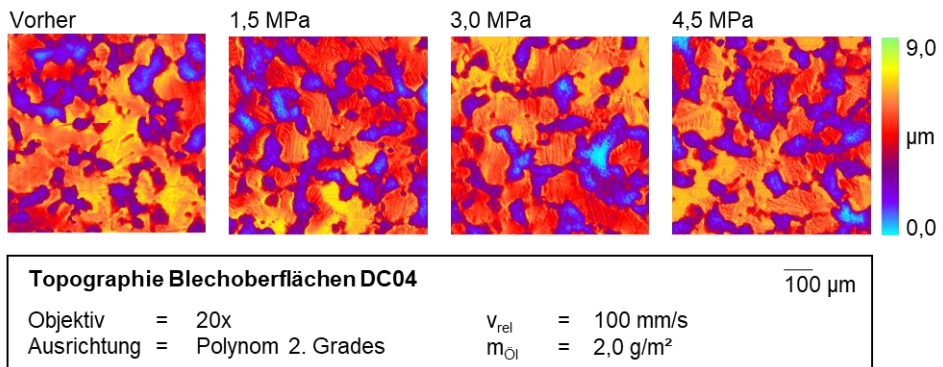 Vorher 1,5 MPa 3,0 MPa 4,5 MPa
9,0
µm
0,0
Topographie Blechoberflächen DC04 100 µm
Objektiv = 20x v_rel = 100 mm/s
Ausrichtung = Polynom 2. Grades m_Öl = 2,0 g/m²